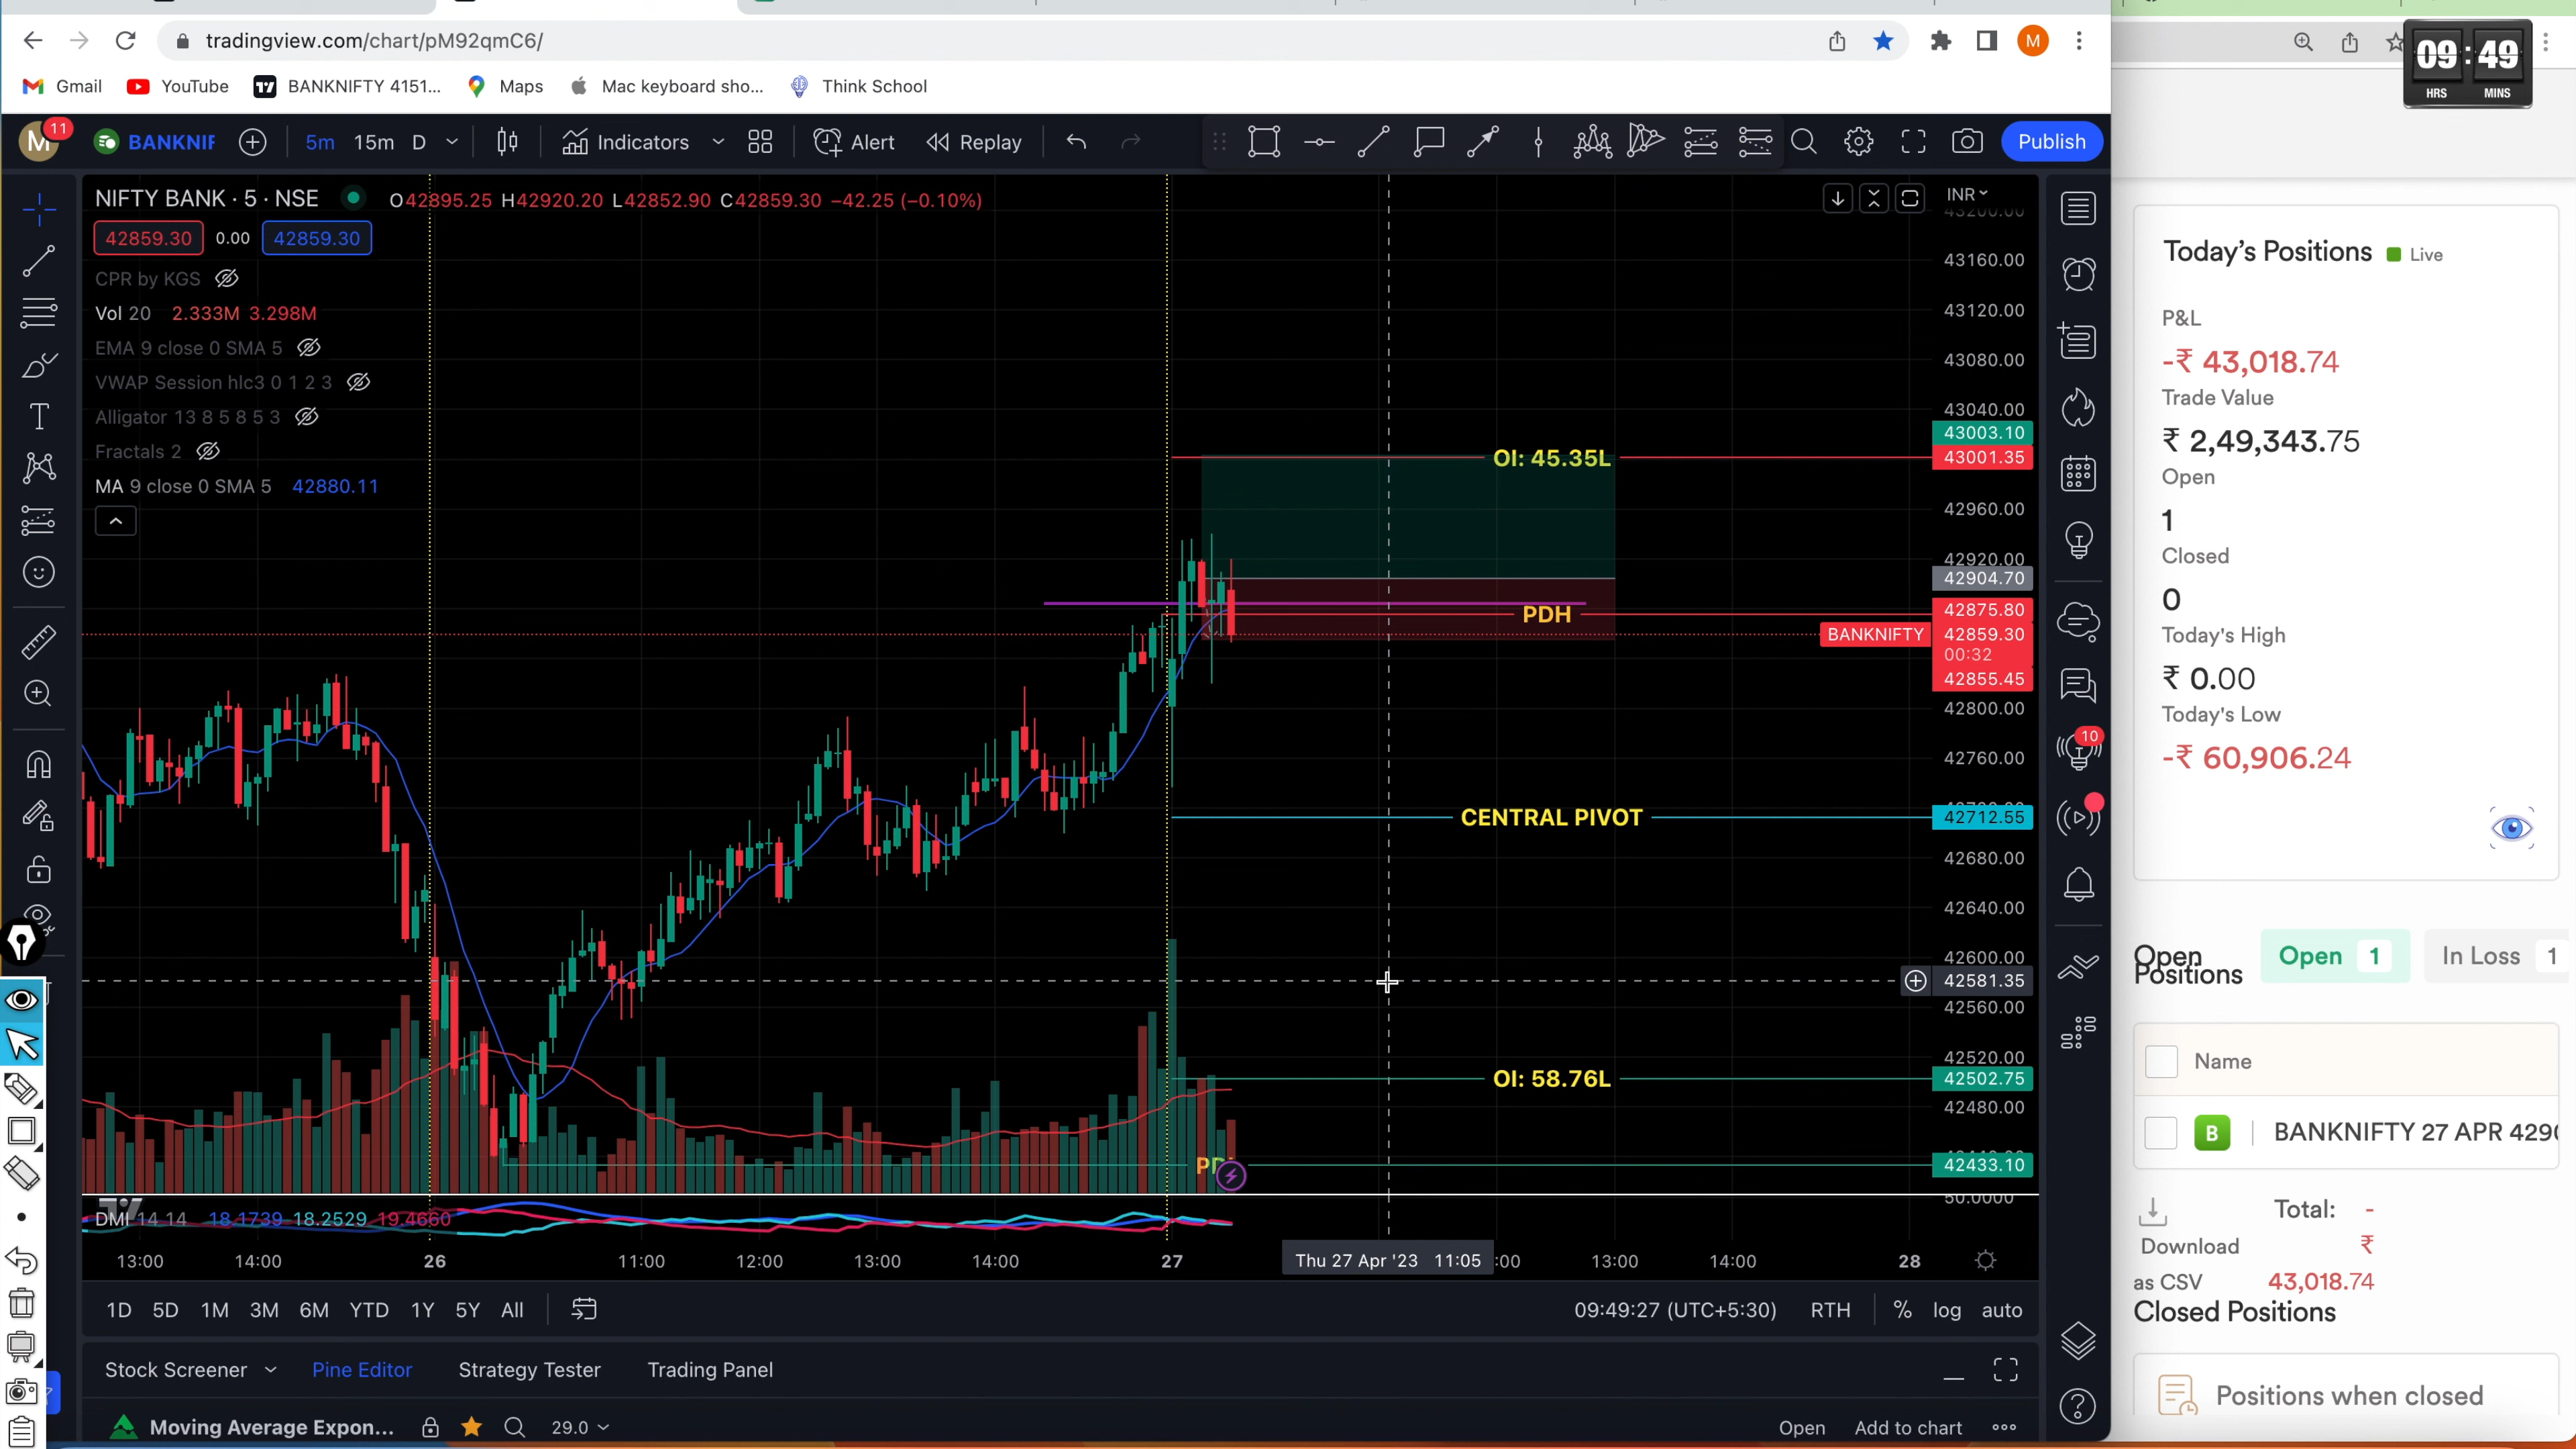 tradingview.com/chart/pM92qmC6/
M
09:49
HRS MINS
Gmail YouTube BANKNIFTY 4151... Maps Mac keyboard sho... Think School
M 11 BANKNIF 5m 15m D Indicators Alert Replay Publish
NIFTY BANK · 5 · NSE O42895.25 H42920.20 L42852.90 C42859.30 −42.25 (−0.10%)
INR
42859.30 0.00 42859.30
CPR by KGS
Vol 20 2.333M 3.298M
EMA 9 close 0 SMA 5
VWAP Session hlc3 0 1 2 3
Alligator 13 8 5 8 5 3
Fractals 2
MA 9 close 0 SMA 5 42880.11
43200.00
43160.00
43120.00
43080.00
43040.00
43003.10
OI: 45.35L 43001.35
42960.00
42920.00
42904.70
PDH 42875.80
BANKNIFTY 42859.30
00:32
42855.45
42800.00
42760.00
CENTRAL PIVOT 42712.55
42680.00
42640.00
42600.00
42581.35
42560.00
42520.00
OI: 58.76L 42502.75
42480.00
42433.10
50.0000
DMI 14 14 18.1739 18.2529 19.4660
13:00 14:00 26 11:00 12:00 13:00 14:00 27 Thu 27 Apr '23 11:05 :00 13:00 14:00 28
1D 5D 1M 3M 6M YTD 1Y 5Y All 09:49:27 (UTC+5:30) RTH % log auto
Stock Screener Pine Editor Strategy Tester Trading Panel
Moving Average Expon... 29.0 Open Add to chart
10
Today's Positions Live
P&L
-₹ 43,018.74
Trade Value
₹ 2,49,343.75
Open
1
Closed
0
Today's High
₹ 0.00
Today's Low
-₹ 60,906.24
Open
Positions
Open 1 In Loss 1
Name
B BANKNIFTY 27 APR
Total: -
Download ₹
as CSV 43,018.74
Closed Positions
Positions when closed